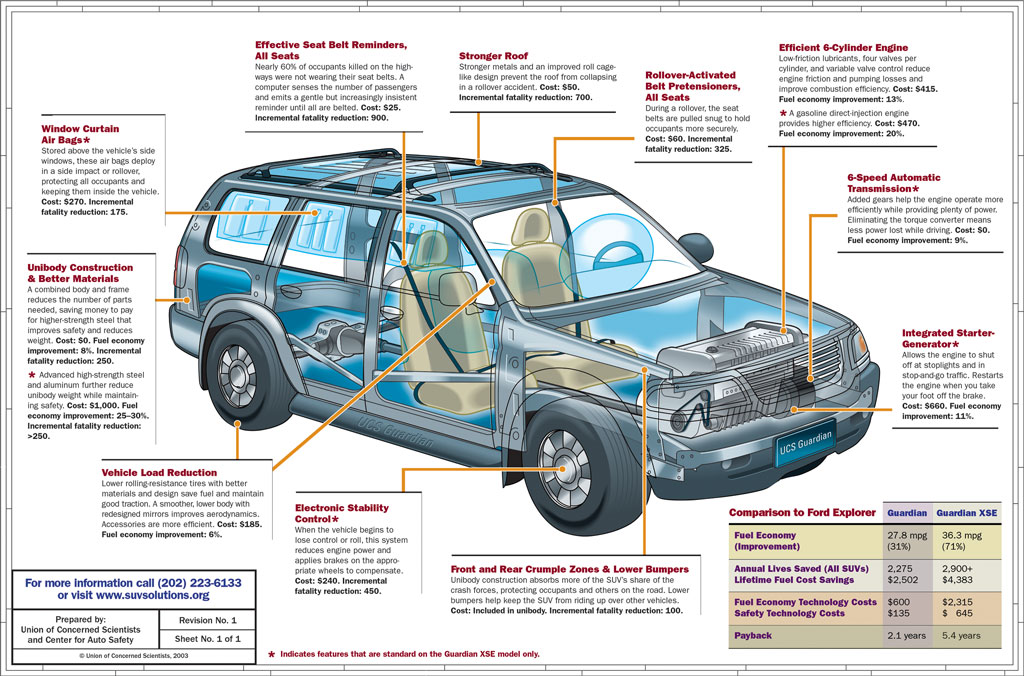 Effective Seat Belt Reminders,
All Seats
Nearly 60% of occupants killed on the high-
ways were not wearing their seat belts. A
computer senses the number of passengers
and emits a gentle but increasingly insistent
reminder until all are belted. Cost: $25.
Incremental fatality reduction: 900.
Stronger Roof
Stronger metals and an improved roll cage-
like design prevent the roof from collapsing
in a rollover accident. Cost: $50.
Incremental fatality reduction: 700.
Rollover-Activated
Belt Pretensioners,
All Seats
During a rollover, the seat
belts are pulled snug to hold
occupants more securely.
Cost: $60. Incremental
fatality reduction: 325.
Efficient 6-Cylinder Engine
Low-friction lubricants, four valves per
cylinder, and variable valve control reduce
engine friction and pumping losses and
improve combustion efficiency. Cost: $415.
Fuel economy improvement: 13%.
* A gasoline direct-injection engine
provides higher efficiency. Cost: $470.
Fuel economy improvement: 20%.
Window Curtain
Air Bags*
Stored above the vehicle's side
windows, these air bags deploy
in a side impact or rollover,
protecting all occupants and
keeping them inside the vehicle.
Cost: $270. Incremental
fatality reduction: 175.
6-Speed Automatic
Transmission*
Added gears help the engine operate more
efficiently while providing plenty of power.
Eliminating the torque converter means
less power lost while driving. Cost: $0.
Fuel economy improvement: 9%.
Unibody Construction
& Better Materials
A combined body and frame
reduces the number of parts
needed, saving money to pay
for higher-strength steel that
improves safety and reduces
weight. Cost: $0. Fuel economy
improvement: 8%. Incremental
fatality reduction: 250.
* Advanced high-strength steel
and aluminum further reduce
unibody weight while maintain-
ing safety. Cost: $1,000. Fuel
economy improvement: 25–30%.
Incremental fatality reduction:
>250.
Integrated Starter-
Generator*
Allows the engine to shut
off at stoplights and in
stop-and-go traffic. Restarts
the engine when you take
your foot off the brake.
Cost: $660. Fuel economy
improvement: 11%.
UCS Guardian
UCS Guardian
Vehicle Load Reduction
Lower rolling-resistance tires with better
materials and design save fuel and maintain
good traction. A smoother, lower body with
redesigned mirrors improves aerodynamics.
Accessories are more efficient. Cost: $185.
Fuel economy improvement: 6%.
Electronic Stability
Control*
When the vehicle begins to
lose control or roll, this system
reduces engine power and
applies brakes on the appro-
priate wheels to compensate.
Cost: $240. Incremental
fatality reduction: 450.
Front and Rear Crumple Zones & Lower Bumpers
Unibody construction absorbs more of the SUV's share of the
crash forces, protecting occupants and others on the road. Lower
bumpers help keep the SUV from riding up over other vehicles.
Cost: Included in unibody. Incremental fatality reduction: 100.
Comparison to Ford Explorer Guardian Guardian XSE
Fuel Economy 27.8 mpg 36.3 mpg
(Improvement) (31%) (71%)
Annual Lives Saved (All SUVs) 2,275 2,900+
Lifetime Fuel Cost Savings $2,502 $4,383
Fuel Economy Technology Costs $600 $2,315
Safety Technology Costs $135 $ 645
Payback 2.1 years 5.4 years
For more information call (202) 223-6133
or visit www.suvsolutions.org
Prepared by:
Union of Concerned Scientists
and Center for Auto Safety
Revision No. 1
Sheet No. 1 of 1
© Union of Concerned Scientists, 2003
* Indicates features that are standard on the Guardian XSE model only.